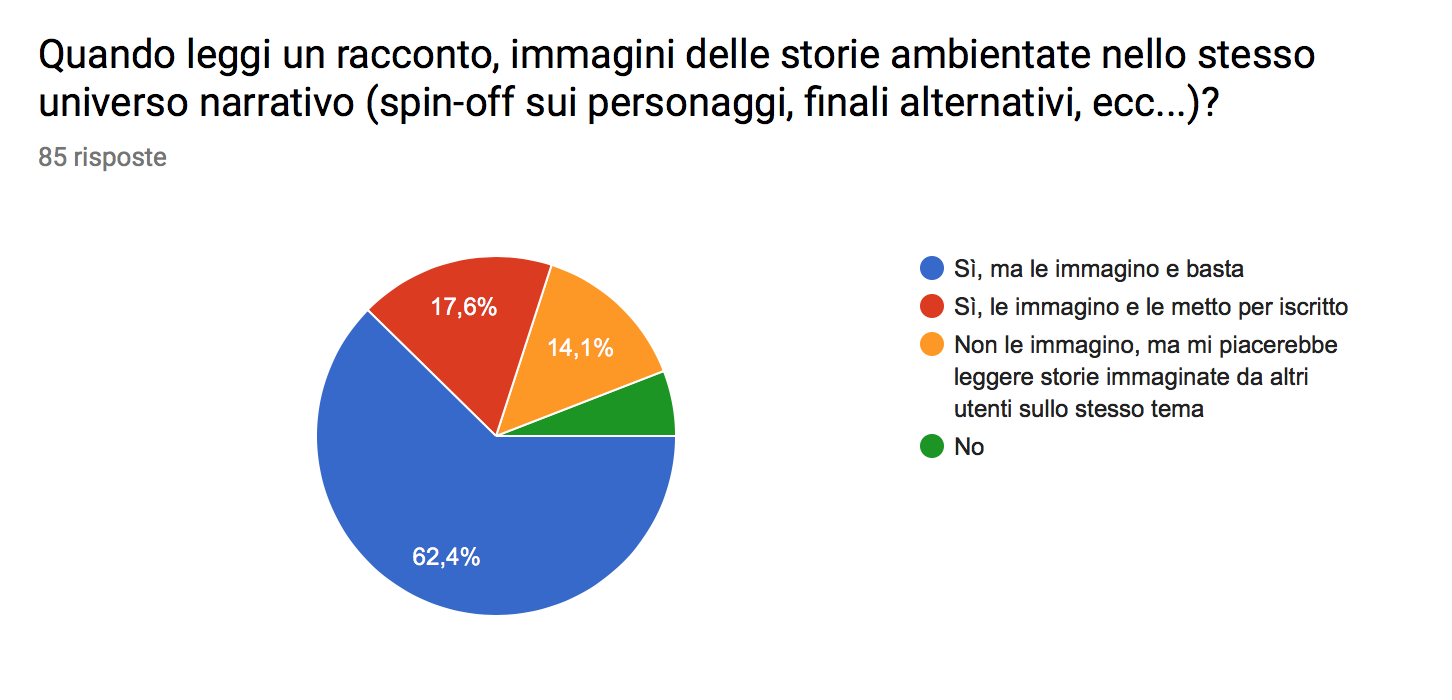 Quando leggi un racconto, immagini delle storie ambientate nello stesso
universo narrativo (spin-off sui personaggi, finali alternativi, ecc...)?
85 risposte
17,6%
14,1%
62,4%
Sì, ma le immagino e basta
Sì, le immagino e le metto per iscritto
Non le immagino, ma mi piacerebbe
leggere storie immaginate da altri
utenti sullo stesso tema
No